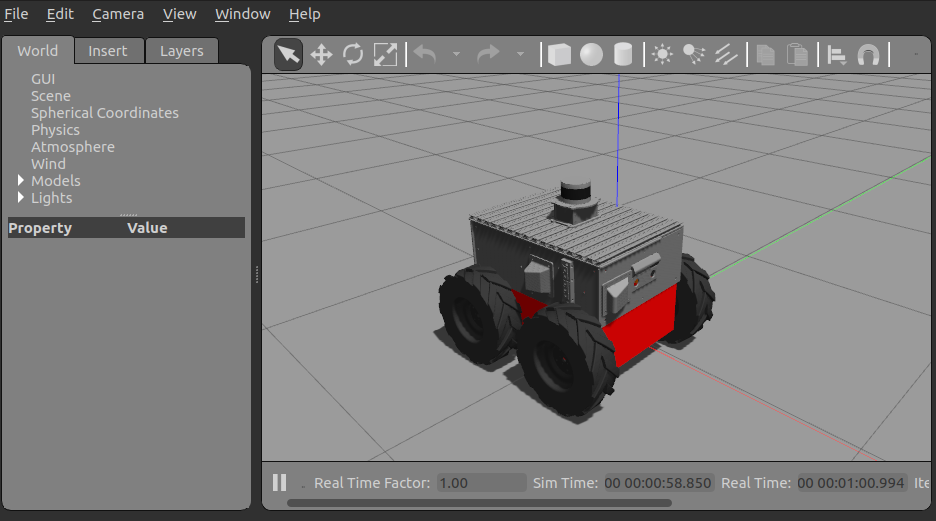 File Edit Camera View Window Help
World Insert Layers
GUI
Scene
Spherical Coordinates
Physics
Atmosphere
Wind
Models
Lights
Property Value
Real Time Factor: 1.00 Sim Time: 00 00:00:58.850 Real Time: 00 00:01:00.994 Ite